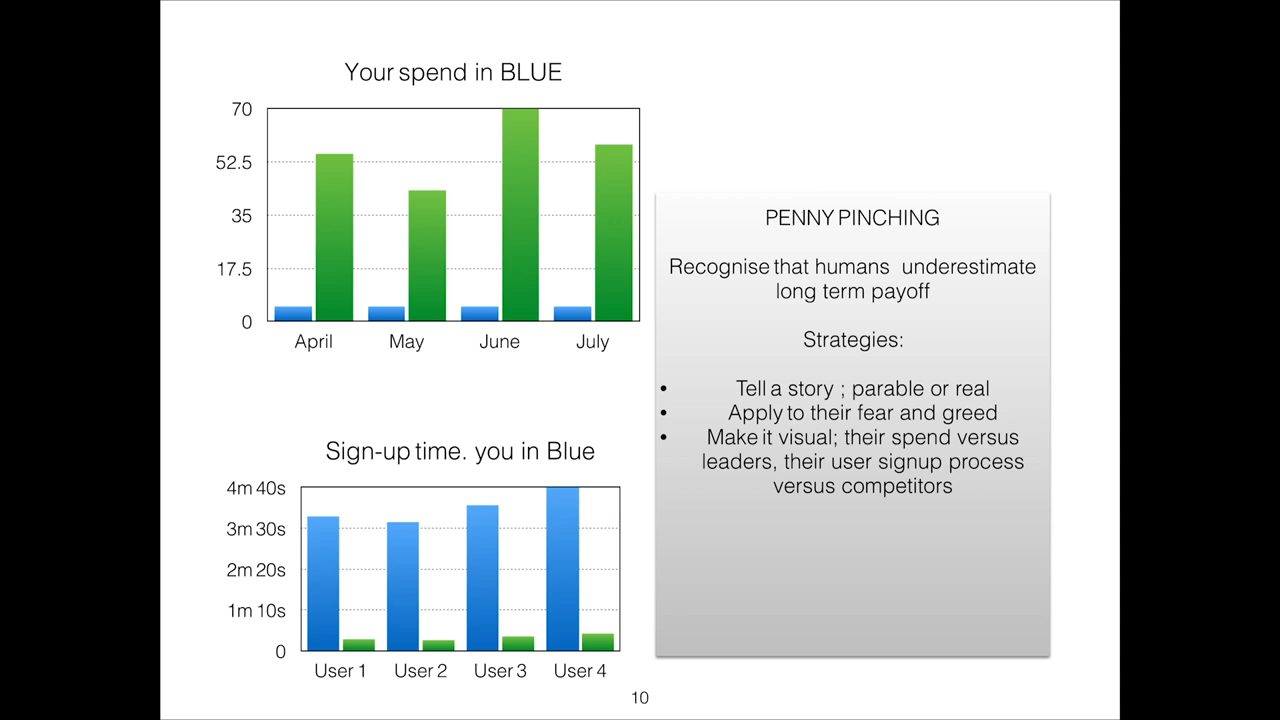 Your spend in BLUE
70
52.5
35
17.5
0
April May June July
Sign-up time. you in Blue
4m 40s
3m 30s
2m 20s
1m 10s
0
User 1 User 2 User 3 User 4
PENNY PINCHING
Recognise that humans underestimate
long term payoff
Strategies:
• Tell a story ; parable or real
• Apply to their fear and greed
• Make it visual; their spend versus
leaders, their user signup process
versus competitors
10